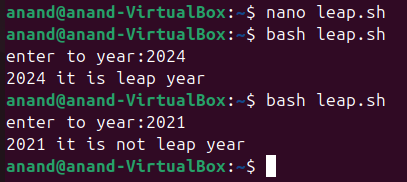 anand@anand-VirtualBox:~$ nano leap.sh
anand@anand-VirtualBox:~$ bash leap.sh
enter to year:2024
2024 it is leap year
anand@anand-VirtualBox:~$ bash leap.sh
enter to year:2021
2021 it is not leap year
anand@anand-VirtualBox:~$